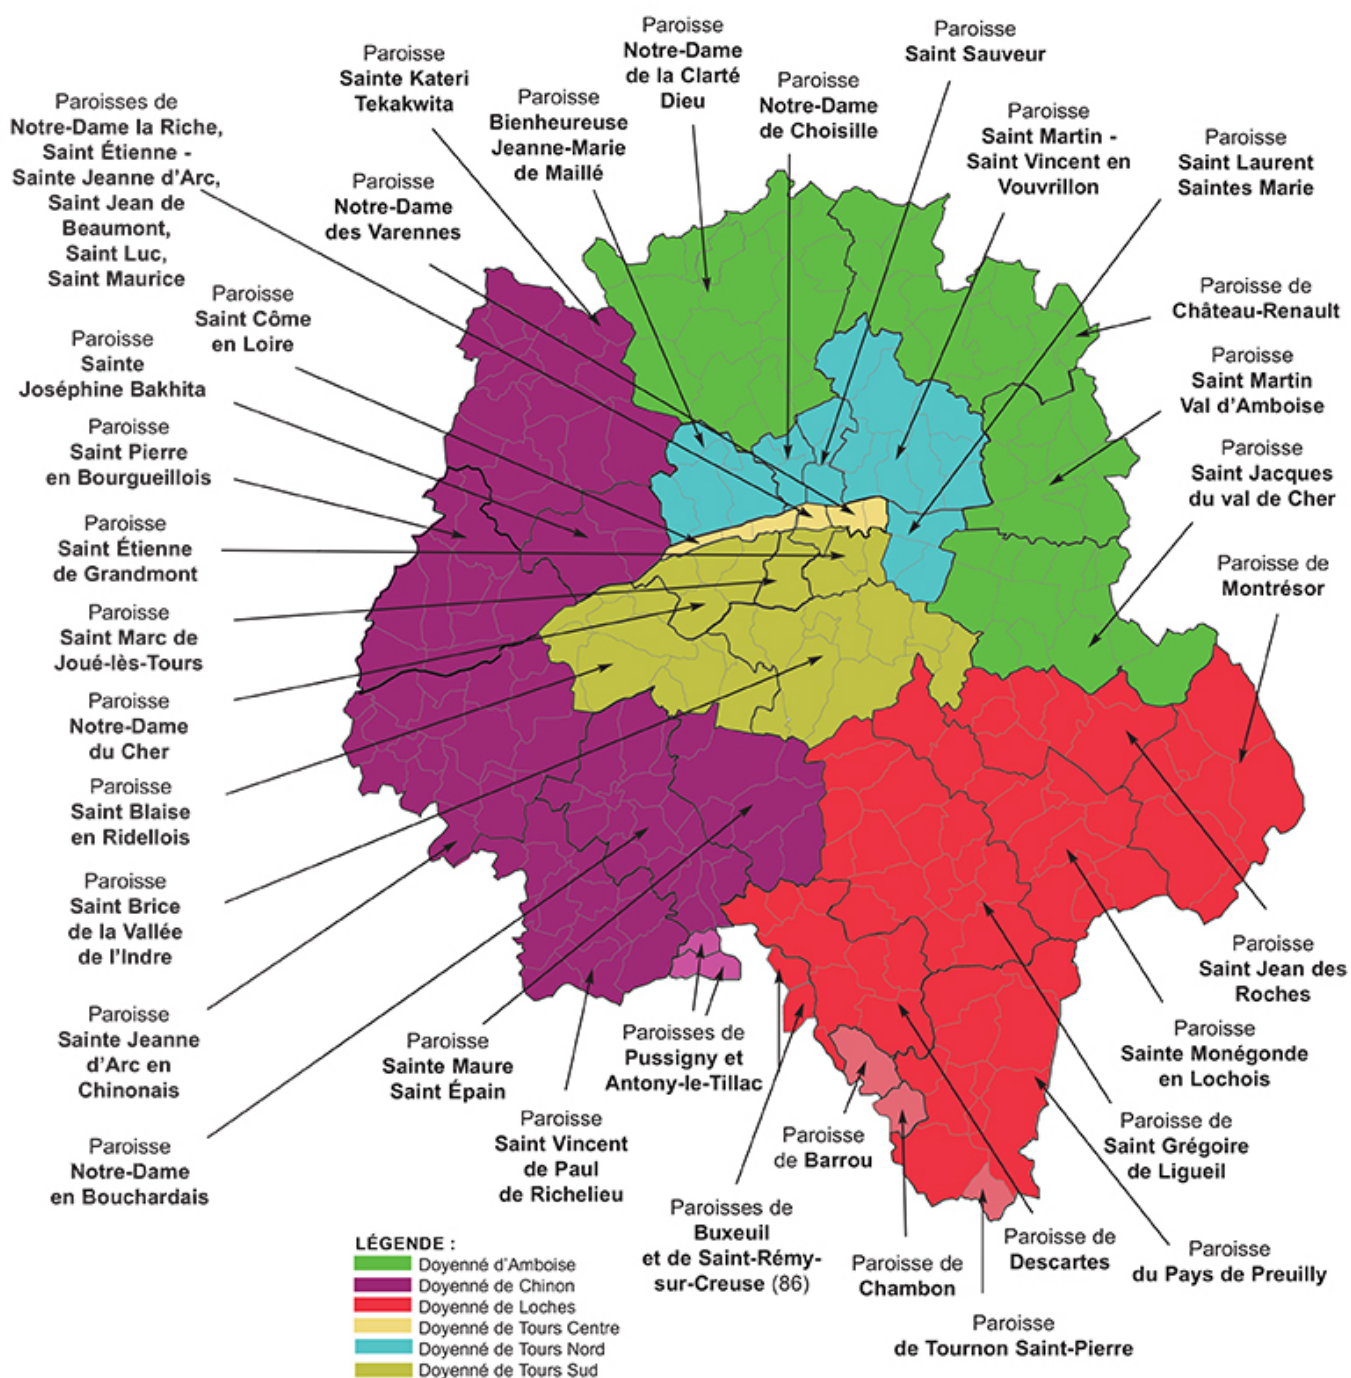 Paroisse
Sainte Kateri
Tekakwita
Paroisse
Notre-Dame
de la Clarté
Dieu
Paroisse
Saint Sauveur
Paroisses de
Notre-Dame la Riche,
Saint Étienne -
Sainte Jeanne d'Arc,
Saint Jean de
Beaumont,
Saint Luc,
Saint Maurice
Paroisse
Bienheureuse
Jeanne-Marie
de Maillé
Paroisse
Notre-Dame
de Choisille
Paroisse
Saint Martin -
Saint Vincent en
Vouvrillon
Paroisse
Saint Laurent
Saintes Marie
Paroisse
Notre-Dame
des Varennes
Paroisse
Saint Côme
en Loire
Paroisse de
Château-Renault
Paroisse
Sainte
Joséphine Bakhita
Paroisse
Saint Martin
Val d'Amboise
Paroisse
Saint Pierre
en Bourgueillois
Paroisse
Saint Jacques
du val de Cher
Paroisse
Saint Étienne
de Grandmont
Paroisse de
Montrésor
Paroisse
Saint Marc de
Joué-lès-Tours
Paroisse
Notre-Dame
du Cher
Paroisse
Saint Blaise
en Ridellois
Paroisse
Saint Brice
de la Vallée
de l'Indre
Paroisse
Saint Jean des
Roches
Paroisse
Sainte Jeanne
d'Arc en
Chinonais
Paroisse
Sainte Maure
Saint Épain
Paroisses de
Pussigny et
Antony-le-Tillac
Paroisse
Sainte Monégonde
en Lochois
Paroisse
Notre-Dame
en Bouchardais
Paroisse
Saint Vincent
de Paul
de Richelieu
Paroisse
de Barrou
Paroisse de
Saint Grégoire
de Ligueil
Paroisses de
Buxeuil
et de Saint-Rémy-
sur-Creuse (86)
Paroisse de
Chambon
Paroisse de
Descartes
Paroisse
du Pays de Preuilly
Paroisse
de Tournon Saint-Pierre
LÉGENDE :
Doyenné d'Amboise
Doyenné de Chinon
Doyenné de Loches
Doyenné de Tours Centre
Doyenné de Tours Nord
Doyenné de Tours Sud